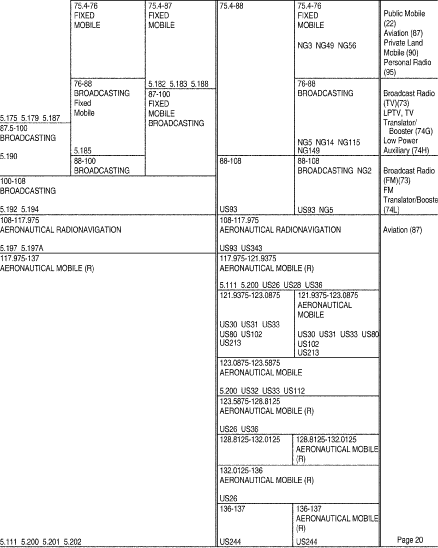 75.4-76
FIXED
MOBILE
75.4-87
FIXED
MOBILE
75.4-88
75.4-76
FIXED
MOBILE
NG3 NG49 NG56
Public Mobile
(22)
Aviation (87)
Private Land
Mobile (90)
Personal Radio
(95)
5.175 5.179 5.187
76-88
BROADCASTING
Fixed
Mobile
5.185
5.182 5.183 5.188
87-100
FIXED
MOBILE
BROADCASTING
76-88
BROADCASTING
NG5 NG14 NG115
NG149
Broadcast Radio
(TV)(73)
LPTV, TV
Translator/
Booster (74G)
Low Power
Auxiliary (74H)
87.5-100
BROADCASTING
5.190
88-100
BROADCASTING
88-108
US93
88-108
BROADCASTING NG2
US93 NG5
Broadcast Radio
(FM)(73)
FM
Translator/Booste
(74L)
100-108
BROADCASTING
5.192 5.194
108-117.975
AERONAUTICAL RADIONAVIGATION
5.197 5.197A
108-117.975
AERONAUTICAL RADIONAVIGATION
US93 US343
Aviation (87)
117.975-137
AERONAUTICAL MOBILE (R)
5.111 5.200 5.201 5.202
117.975-121.9375
AERONAUTICAL MOBILE (R)
5.111 5.200 US26 US28 US36
121.9375-123.0875
US30 US31 US33
US80 US102
US213
121.9375-123.0875
AERONAUTICAL
MOBILE
US30 US31 US33 US80
US102
US213
123.0875-123.5875
AERONAUTICAL MOBILE
5.200 US32 US33 US112
123.5875-128.8125
AERONAUTICAL MOBILE (R)
US26 US36
128.8125-132.0125
128.8125-132.0125
AERONAUTICAL MOBILE
(R)
132.0125-136
AERONAUTICAL MOBILE (R)
US26
136-137
US244
136-137
AERONAUTICAL MOBILE
(R)
US244
Page 20